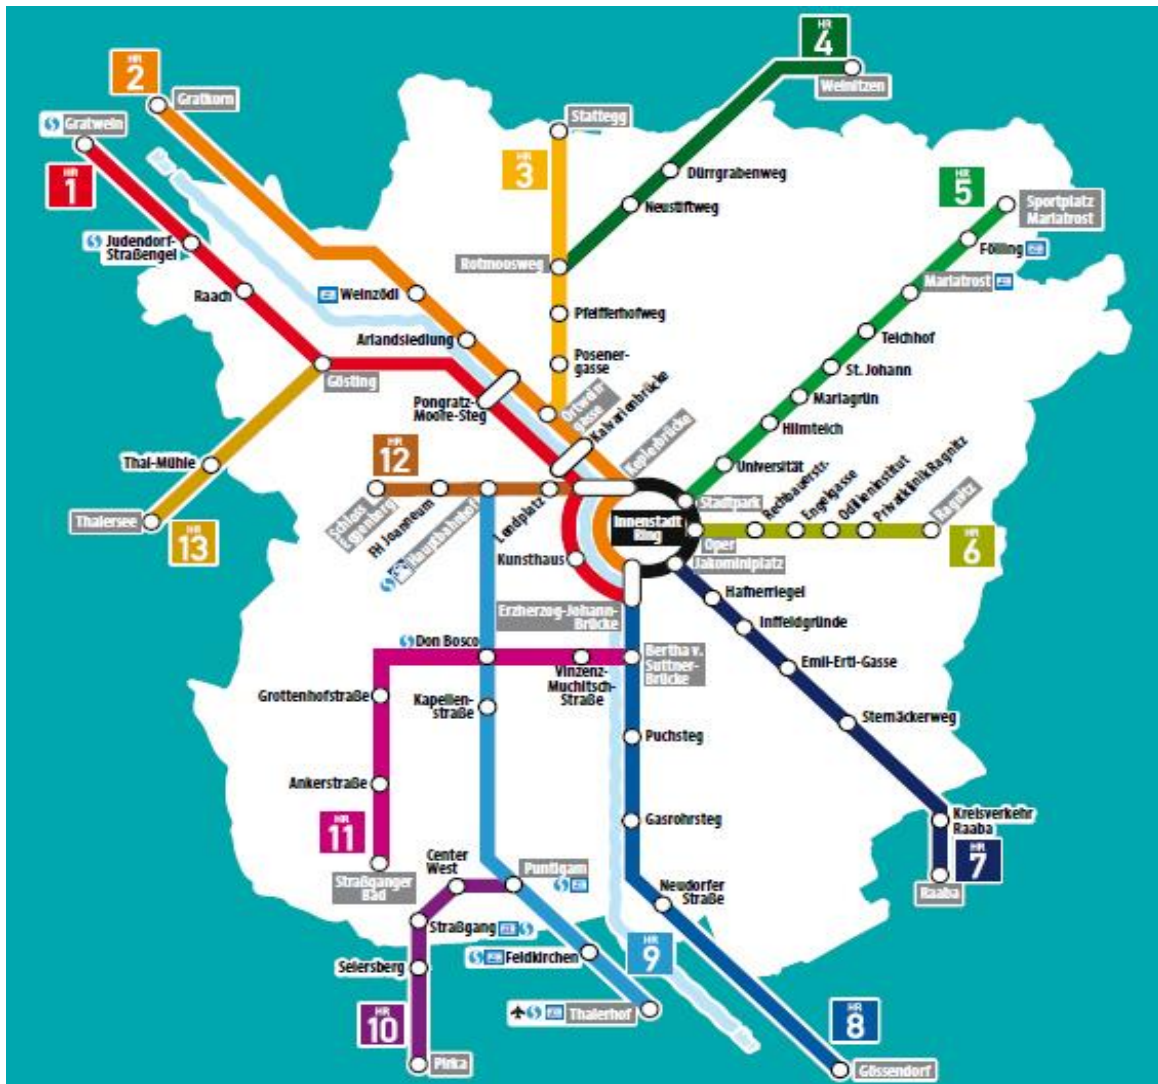 HR
4
Weinitzen
HR
2
Gratkorn
Gratwein
HR
1
Stattegg
HR
3
Dürrgrabenweg
Neustiftweg
HR
5
Sportplatz
Mariatrost
Fölling
Mariatrost
Judendorf-
Straßengel
Raach
Rotmoosweg
Weinzödl
Arlandsiedlung
Pfeifferhofweg
Posener-
gasse
Teichhof
St. Johann
Mariagrün
Hilmteich
Universität
Gösting
Pongratz-
Moore-Steg
Ortwein-
gasse
Kalvarienbrücke
Keplerbrücke
Thal-Mühle
Thalersee
HR
13
HR
12
Schloss
Eggenberg
FH Joanneum
Hauptbahnhof
Lendplatz
Stadtpark
Rechbauerstr.
Engelgasse
Odilieninstitut
Privatklinik Ragnitz
Ragnitz
HR
6
Innenstadt
Ring
Oper
Jakominiplatz
Kunsthaus
Erzherzog-Johann-
Brücke
Hafnerriegel
Inffeldgründe
Emil-Ertl-Gasse
Sternäckerweg
Kreisverkehr
Raaba
HR
7
Raaba
Don Bosco
Vinzenz-
Muchitsch-
Straße
Bertha v.
Suttner-
Brücke
Grottenhofstraße
Kapellen-
straße
Puchsteg
Ankerstraße
Gasrohrsteg
HR
11
Straßganger
Bad
Center
West
Puntigam
Neudorfer
Straße
Straßgang
Feldkirchen
HR
9
Seiersberg
HR
10
Thalerhof
HR
8
Pirka
Gössendorf